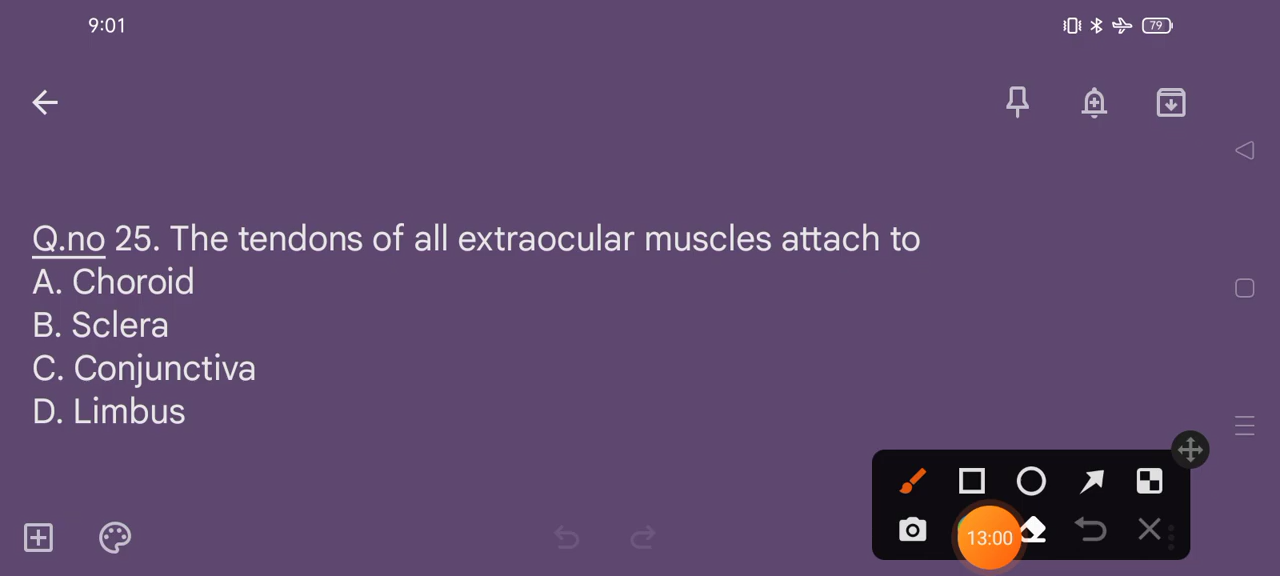 9:01
79
Q.no 25. The tendons of all extraocular muscles attach to
A. Choroid
B. Sclera
C. Conjunctiva
D. Limbus
13:00